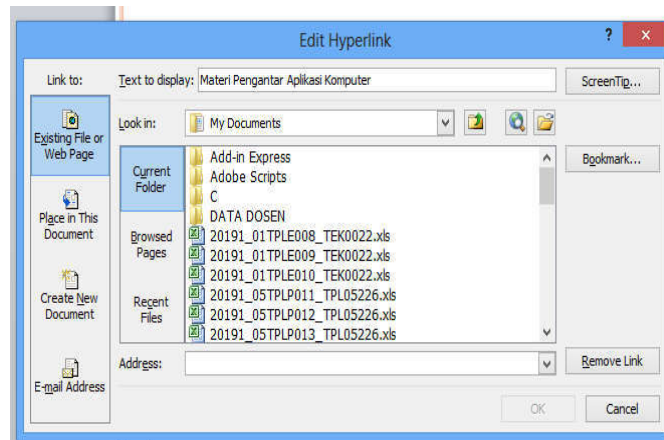 Edit Hyperlink
? x
Link to:
Text to display: Materi Pengantar Aplikasi Komputer
ScreenTip...
Existing File or
Web Page
Look in: My Documents
Current
Folder
Add-in Express
Adobe Scripts
C
DATA DOSEN
Bookmark...
Place in This
Document
Browsed
Pages
20191_01TPLE008_TEK0022.xls
20191_01TPLE009_TEK0022.xls
20191_01TPLE010_TEK0022.xls
Create New
Document
Recent
Files
20191_05TPLP011_TPL05226.xls
20191_05TPLP012_TPL05226.xls
20191_05TPLP013_TPL05226.xls
E-mail Address
Address:
Remove Link
OK
Cancel